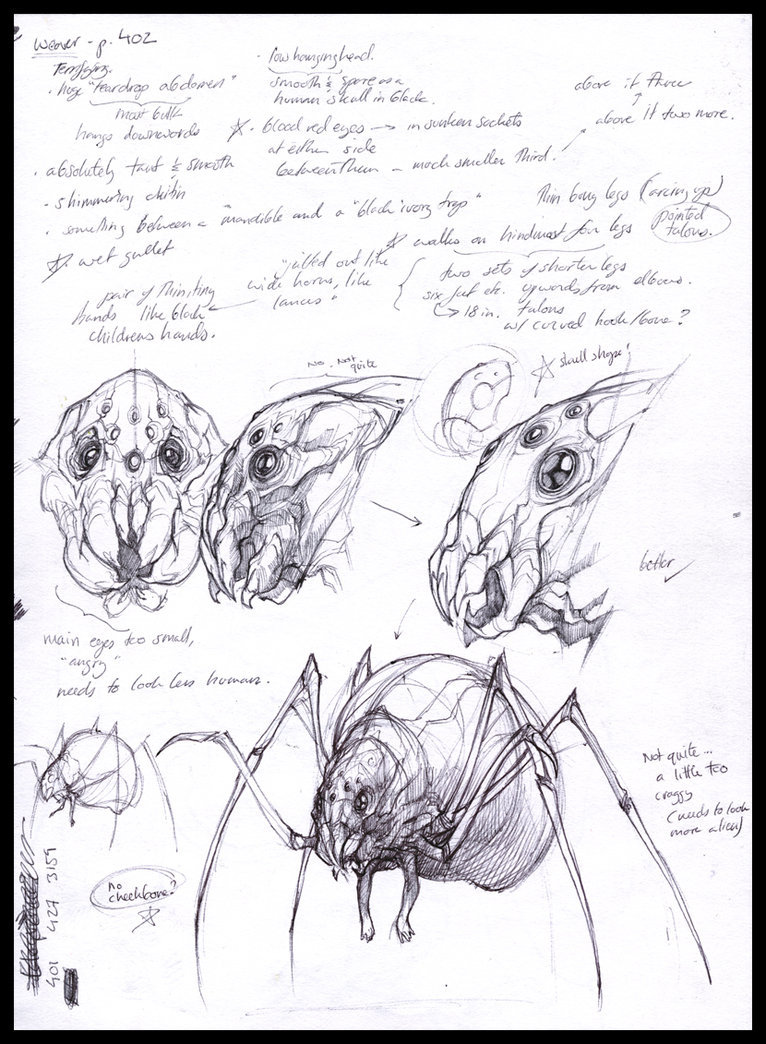 Weaver - p. 402
Terrifying.
• huge "teardrop abdomen"
most bulk
hangs downwards
• absolutely taut & smooth
- shimmering chitin
• something between a "mandible and a "black ivory trap"
☆. wet gullet
- low hanging head.
smooth & spare as a
human skull in black.
☆ • blood red eyes → in sunken sockets
at either side
between them - much smaller third.
above it two more.
above it three
Thin bony legs (arcing up)
pointed
talons.
☆ walks on hindmost four legs
two sets of shorter legs
six feet etc. upwards from elbows.
↳ 18 in. talons
w/ curved hook/bone?
"jutted out like
wide horns, like
lances"
pair of thin, tiny
hands like black
childrens hands.
No. Not
quite
☆ skull shape!
better ✓
main eyes too small,
"angry"
needs to look less human.
Not quite...
a little too
craggy
(needs to look
more alien)
no
cheekbone?
☆
401 427 3159